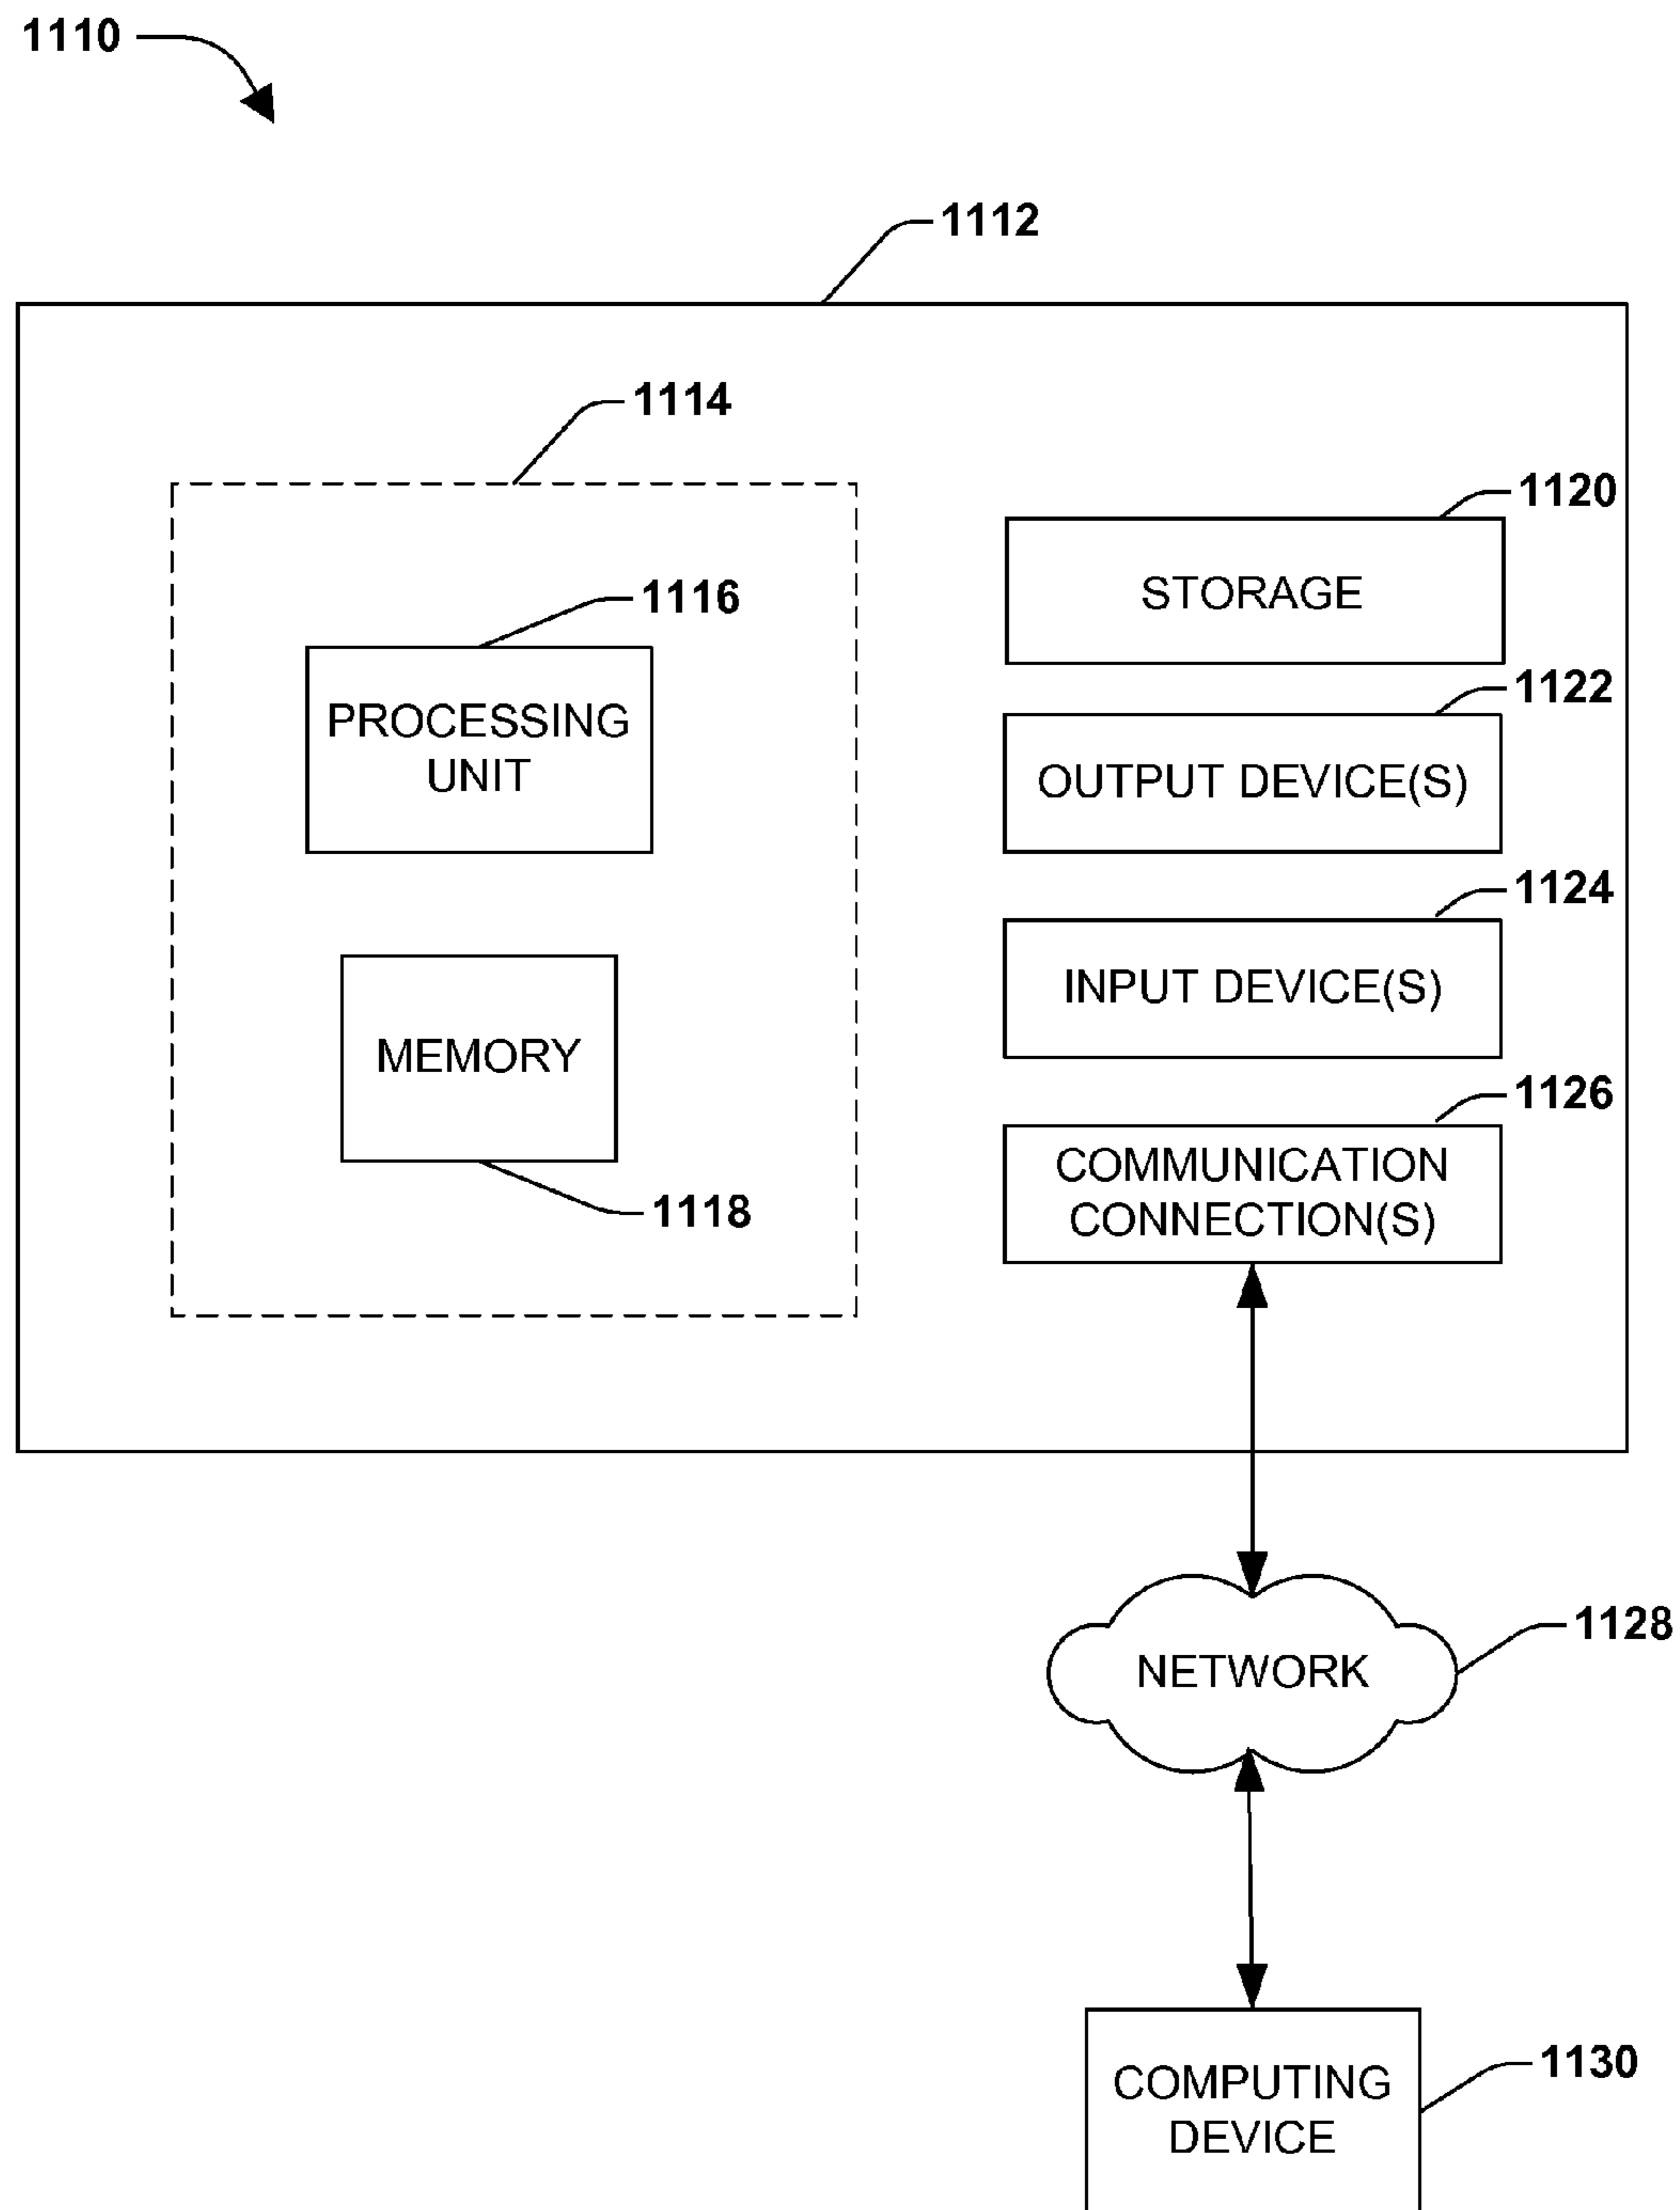 1110
1112
1114
1120
STORAGE
1116
PROCESSING
UNIT
1122
OUTPUT DEVICE(S)
1124
INPUT DEVICE(S)
MEMORY
1118
1126
COMMUNICATION
CONNECTION(S)
1128
NETWORK
1130
COMPUTING
DEVICE